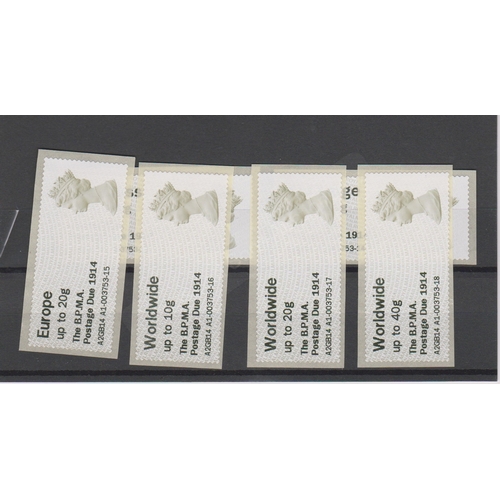 Europe
up to 20g
The B.P.M.A.
Postage Due 1914
A2GB14 A1-003753-15
Worldwide
up to 10g
The B.P.M.A.
Postage Due 1914
A2GB14 A1-003753-16
Worldwide
up to 20g
The B.P.M.A.
Postage Due 1914
A2GB14 A1-003753-17
Worldwide
up to 40g
The B.P.M.A.
Postage Due 1914
A2GB14 A1-003753-18